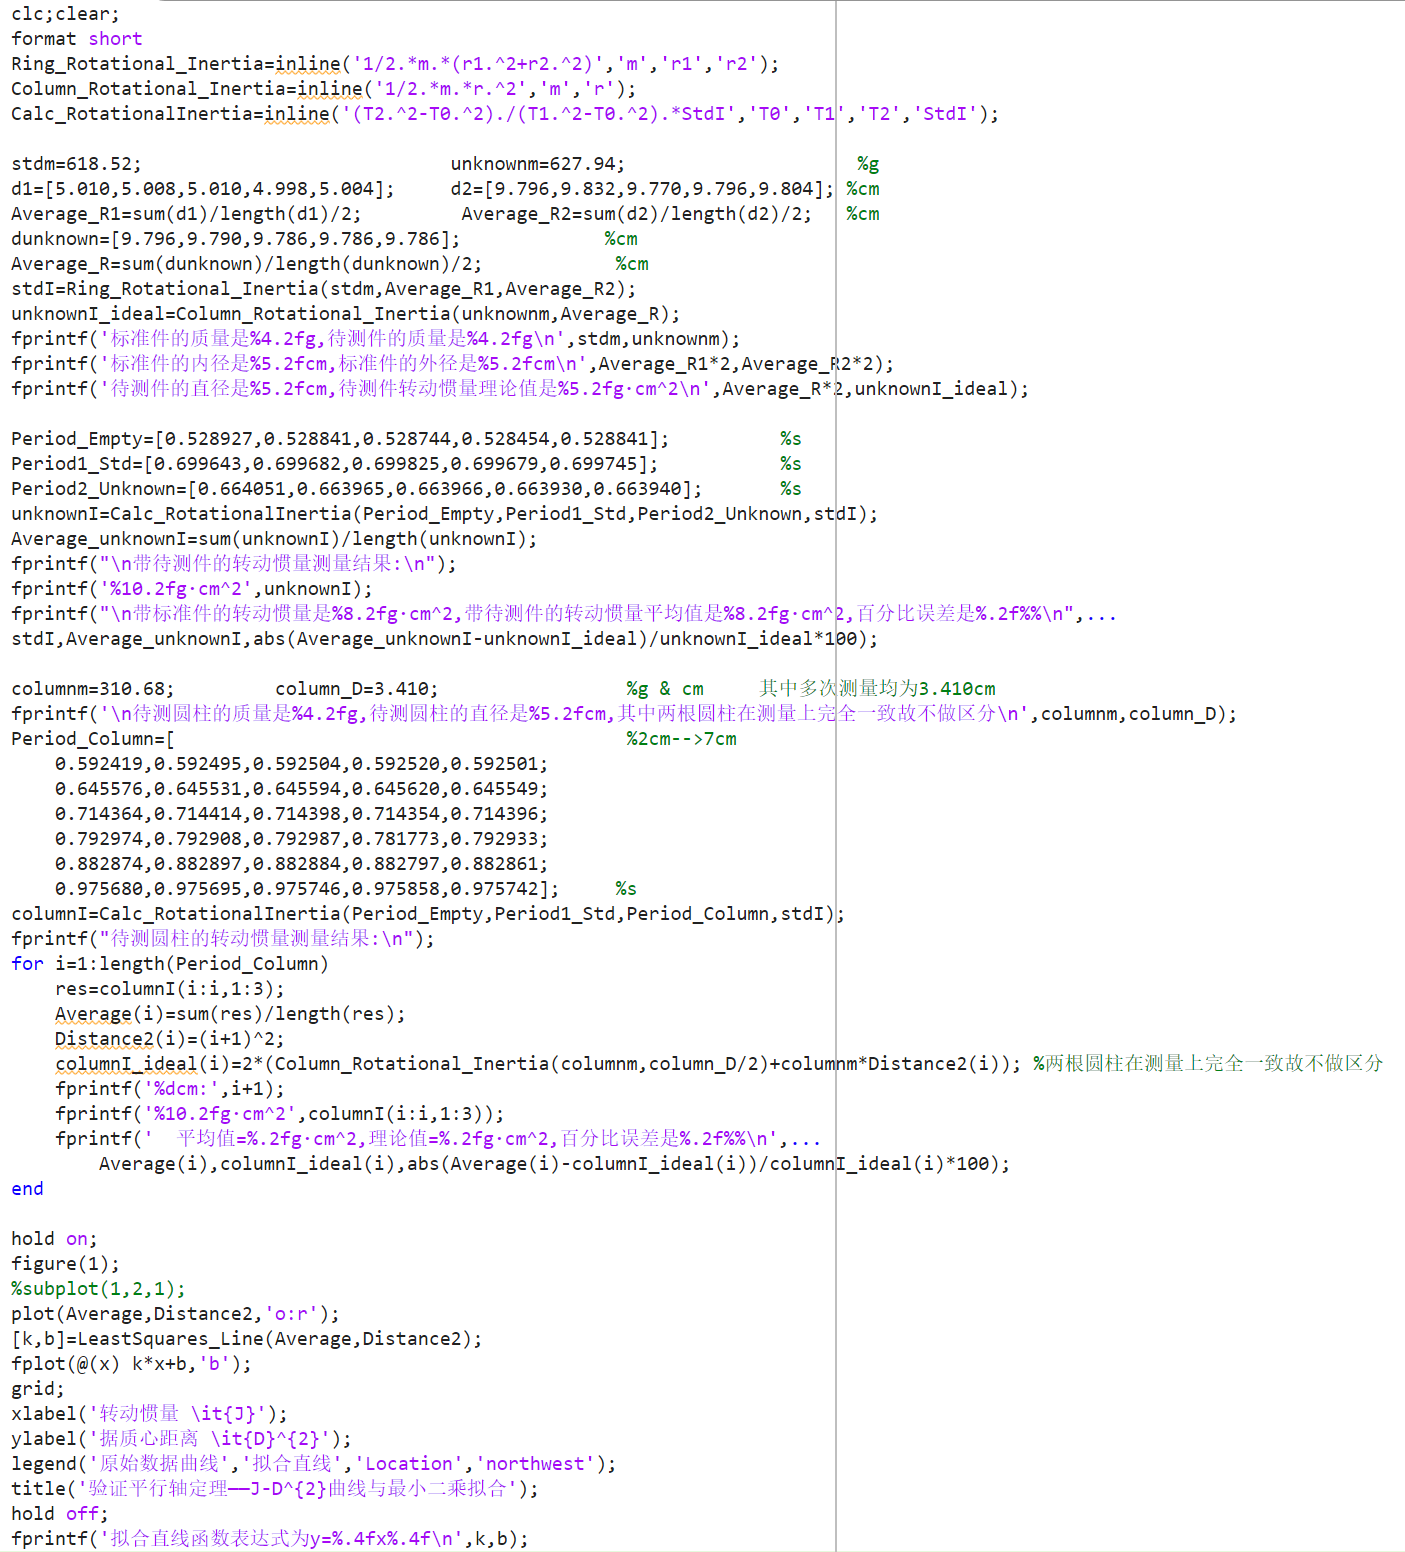 clc;clear;
format short
Ring_Rotational_Inertia=inline('1/2.*m.*(r1.^2+r2.^2)','m','r1','r2');
Column_Rotational_Inertia=inline('1/2.*m.*r.^2','m','r');
Calc_RotationalInertia=inline('(T2.^2-T0.^2)./(T1.^2-T0.^2).*StdI','T0','T1','T2','StdI');
stdm=618.52; unknownm=627.94; %g
d1=[5.010,5.008,5.010,4.998,5.004]; d2=[9.796,9.832,9.770,9.796,9.804]; %cm
Average_R1=sum(d1)/length(d1)/2; Average_R2=sum(d2)/length(d2)/2; %cm
dunknown=[9.796,9.790,9.786,9.786,9.786]; %cm
Average_R=sum(dunknown)/length(dunknown)/2; %cm
stdI=Ring_Rotational_Inertia(stdm,Average_R1,Average_R2);
unknownI_ideal=Column_Rotational_Inertia(unknownm,Average_R);
fprintf('标准件的质量是%4.2fg,待测件的质量是%4.2fg\n',stdm,unknownm);
fprintf('标准件的内径是%5.2fcm,标准件的外径是%5.2fcm\n',Average_R1*2,Average_R2*2);
fprintf('待测件的直径是%5.2fcm,待测件转动惯量理论值是%5.2fg·cm^2\n',Average_R*2,unknownI_ideal);
Period_Empty=[0.528927,0.528841,0.528744,0.528454,0.528841]; %s
Period1_Std=[0.699643,0.699682,0.699825,0.699679,0.699745]; %s
Period2_Unknown=[0.664051,0.663965,0.663966,0.663930,0.663940]; %s
unknownI=Calc_RotationalInertia(Period_Empty,Period1_Std,Period2_Unknown,stdI);
Average_unknownI=sum(unknownI)/length(unknownI);
fprintf("\n带待测件的转动惯量测量结果:\n");
fprintf('%10.2fg·cm^2',unknownI);
fprintf("\n带标准件的转动惯量是%8.2fg·cm^2,带待测件的转动惯量平均值是%8.2fg·cm^2,百分比误差是%.2f%%\n",...
stdI,Average_unknownI,abs(Average_unknownI-unknownI_ideal)/unknownI_ideal*100);
columnm=310.68; column_D=3.410; %g & cm 其中多次测量均为3.410cm
fprintf('\n待测圆柱的质量是%4.2fg,待测圆柱的直径是%5.2fcm,其中两根圆柱在测量上完全一致故不做区分\n',columnm,column_D);
Period_Column=[ %2cm-->7cm
0.592419,0.592495,0.592504,0.592520,0.592501;
0.645576,0.645531,0.645594,0.645620,0.645549;
0.714364,0.714414,0.714398,0.714354,0.714396;
0.792974,0.792908,0.792987,0.781773,0.792933;
0.882874,0.882897,0.882884,0.882797,0.882861;
0.975680,0.975695,0.975746,0.975858,0.975742]; %s
columnI=Calc_RotationalInertia(Period_Empty,Period1_Std,Period_Column,stdI);
fprintf("待测圆柱的转动惯量测量结果:\n");
for i=1:length(Period_Column)
res=columnI(i:i,1:3);
Average(i)=sum(res)/length(res);
Distance2(i)=(i+1)^2;
columnI_ideal(i)=2*(Column_Rotational_Inertia(columnm,column_D/2)+columnm*Distance2(i)); %两根圆柱在测量上完全一致故不做区分
fprintf('%dcm:',i+1);
fprintf('%10.2fg·cm^2',columnI(i:i,1:3));
fprintf('  平均值=%.2fg·cm^2,理论值=%.2fg·cm^2,百分比误差是%.2f%%\n',...
Average(i),columnI_ideal(i),abs(Average(i)-columnI_ideal(i))/columnI_ideal(i)*100);
end
hold on;
figure(1);
%subplot(1,2,1);
plot(Average,Distance2,'o:r');
[k,b]=LeastSquares_Line(Average,Distance2);
fplot(@(x) k*x+b,'b');
grid;
xlabel('转动惯量 \it{J}');
ylabel('据质心距离 \it{D}^{2}');
legend('原始数据曲线','拟合直线','Location','northwest');
title('验证平行轴定理——J-D^{2}曲线与最小二乘拟合');
hold off;
fprintf('拟合直线函数表达式为y=%.4fx%.4f\n',k,b);